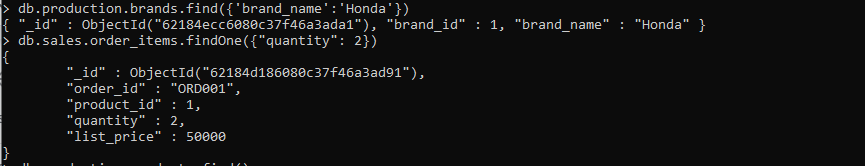 > db.production.brands.find({'brand_name':'Honda'})
{ "_id" : ObjectId("62184ecc6080c37f46a3ada1"), "brand_id" : 1, "brand_name" : "Honda" }
> db.sales.order_items.findOne({"quantity": 2})
{
        "_id" : ObjectId("62184d186080c37f46a3ad91"),
        "order_id" : "ORD001",
        "product_id" : 1,
        "quantity" : 2,
        "list_price" : 50000
}